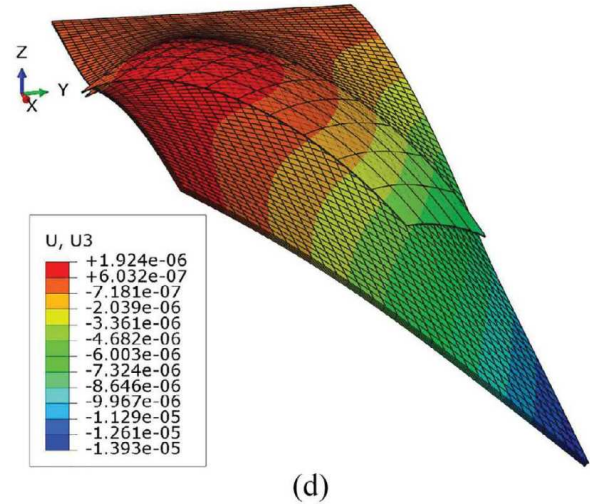 Z
Y
X
U, U3
+1.924e-06
+6.032e-07
-7.181e-07
-2.039e-06
-3.361e-06
-4.682e-06
-6.003e-06
-7.324e-06
-8.646e-06
-9.967e-06
-1.129e-05
-1.261e-05
-1.393e-05
(d)